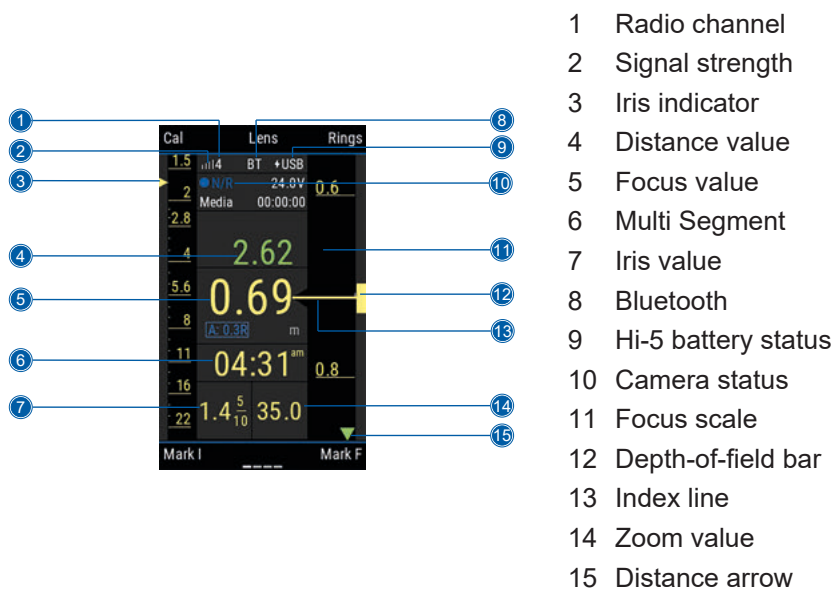 Cal Lens Rings
1.5
2
2.8
4
5.6
8
11
16
22
4 BT USB
N/R 24.0V
Media 00:00:00
0.6
2.62
0.69
A: 0.3R m
04:31 am
0.8
1.4 5/10 35.0
Mark I Mark F
1
2
3
4
5
6
7
8
9
10
11
12
13
14
15
1 Radio channel
2 Signal strength
3 Iris indicator
4 Distance value
5 Focus value
6 Multi Segment
7 Iris value
8 Bluetooth
9 Hi-5 battery status
10 Camera status
11 Focus scale
12 Depth-of-field bar
13 Index line
14 Zoom value
15 Distance arrow